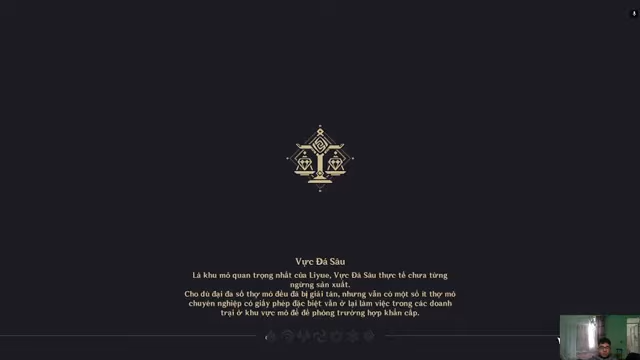 Vực Đá Sâu
Là khu mỏ quan trọng nhất của Liyue, Vực Đá Sâu thực tế chưa từng
ngừng sản xuất.
Cho dù đại đa số thợ mỏ đều đã bị giải tán, nhưng vẫn có một số ít thợ mỏ
chuyên nghiệp có giấy phép đặc biệt vẫn ở lại làm việc trong các doanh
trại ở khu vực mỏ để đề phòng trường hợp khẩn cấp.